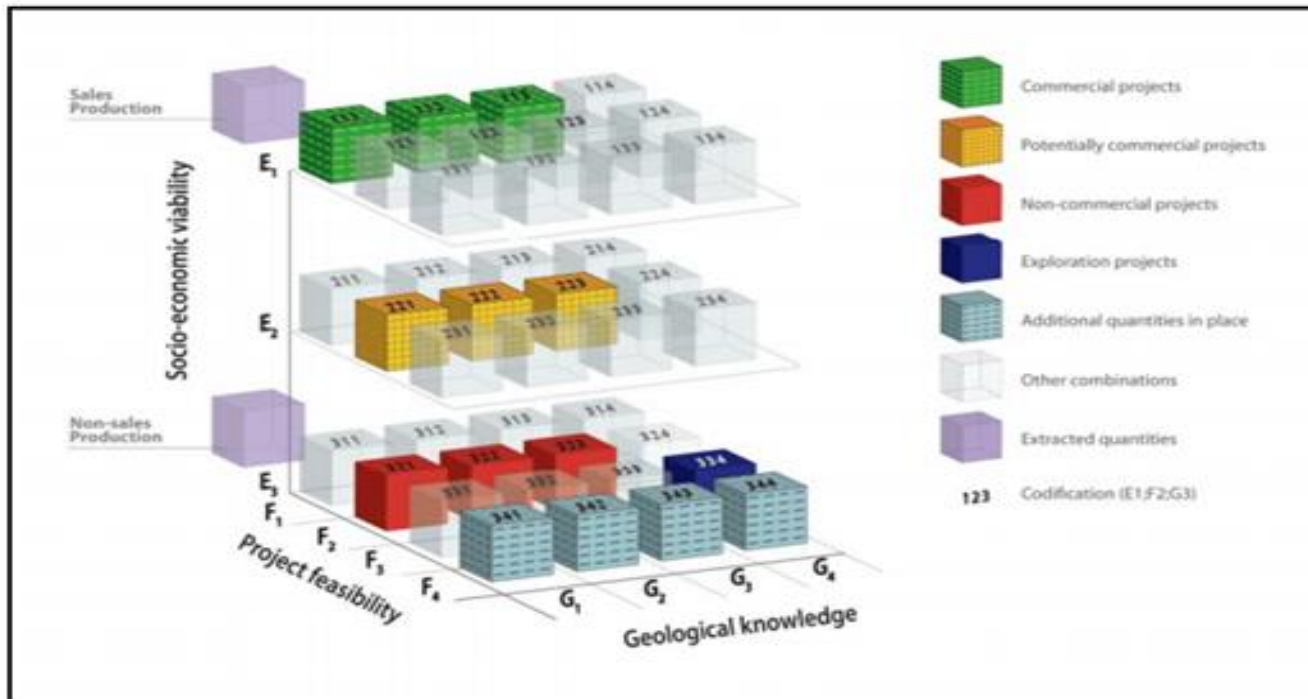 Sales
Production
Socio-economic viability
E₁
111 112 113 114
121 122 123 124
131 132 133 134
E₂
211 212 213 214
221 222 223 224
231 232 233 234
Non-sales
Production
E₃
311 312 313 314
321 322 323 324
331 332 333 334
341 342 343 344
F₁
F₂
F₃
F₄
Project feasibility
G₁
G₂
G₃
G₄
Geological knowledge
Commercial projects
Potentially commercial projects
Non-commercial projects
Exploration projects
Additional quantities in place
Other combinations
Extracted quantities
123 Codification (E1;F2;G3)